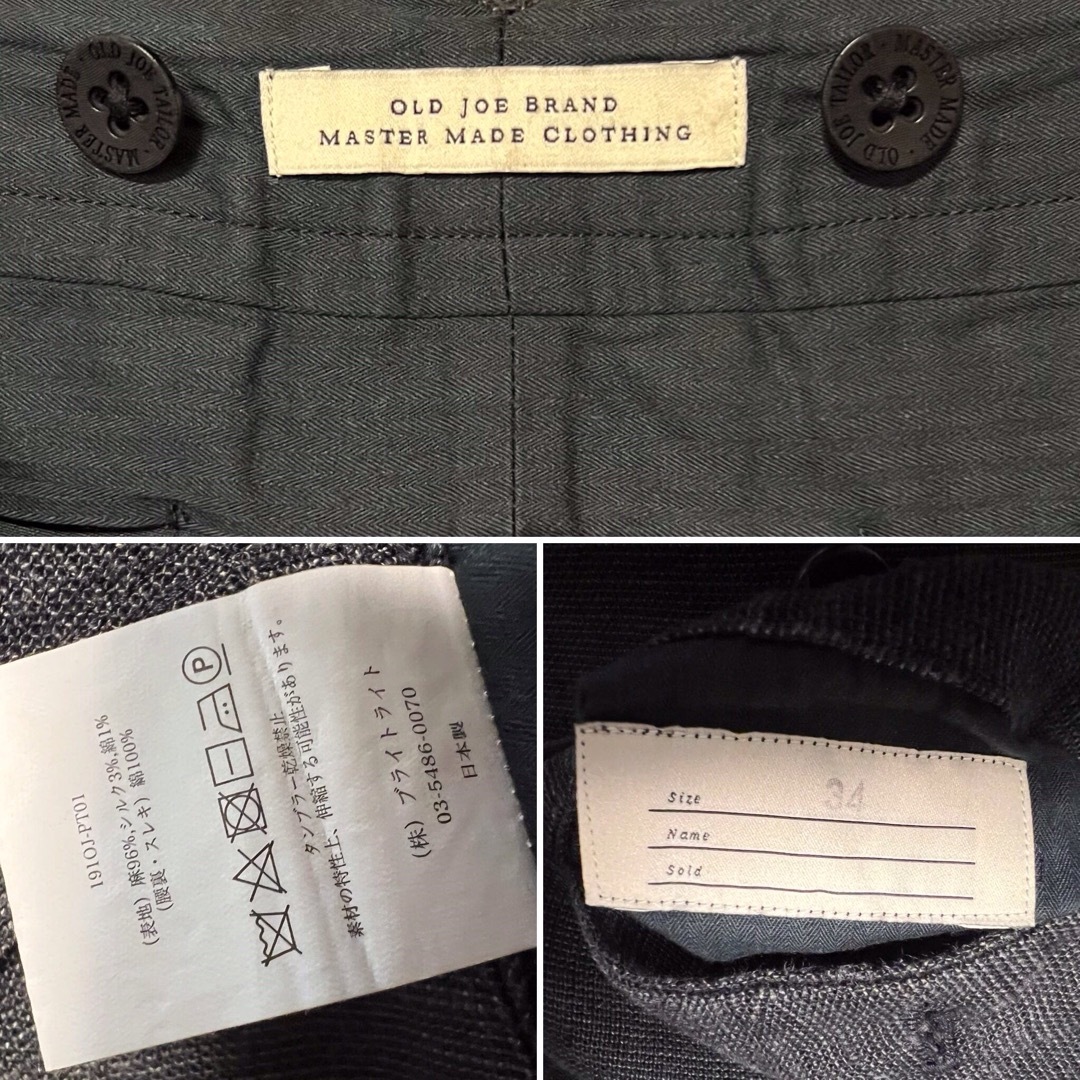 OLD JOE TAILOR · MASTER MADE ·
OLD JOE BRAND
MASTER MADE CLOTHING
OLD JOE TAILOR · MASTER MADE ·
191OJ-PT01
(表地) 麻96%,シルク3%,綿1%
(腰裏・スレキ) 綿100%
P
タンブラー乾燥禁止
素材の特性上、伸縮する可能性があります。
(株) ブライトライト
03-5486-0070
日本製
Size 34
Name
Sold